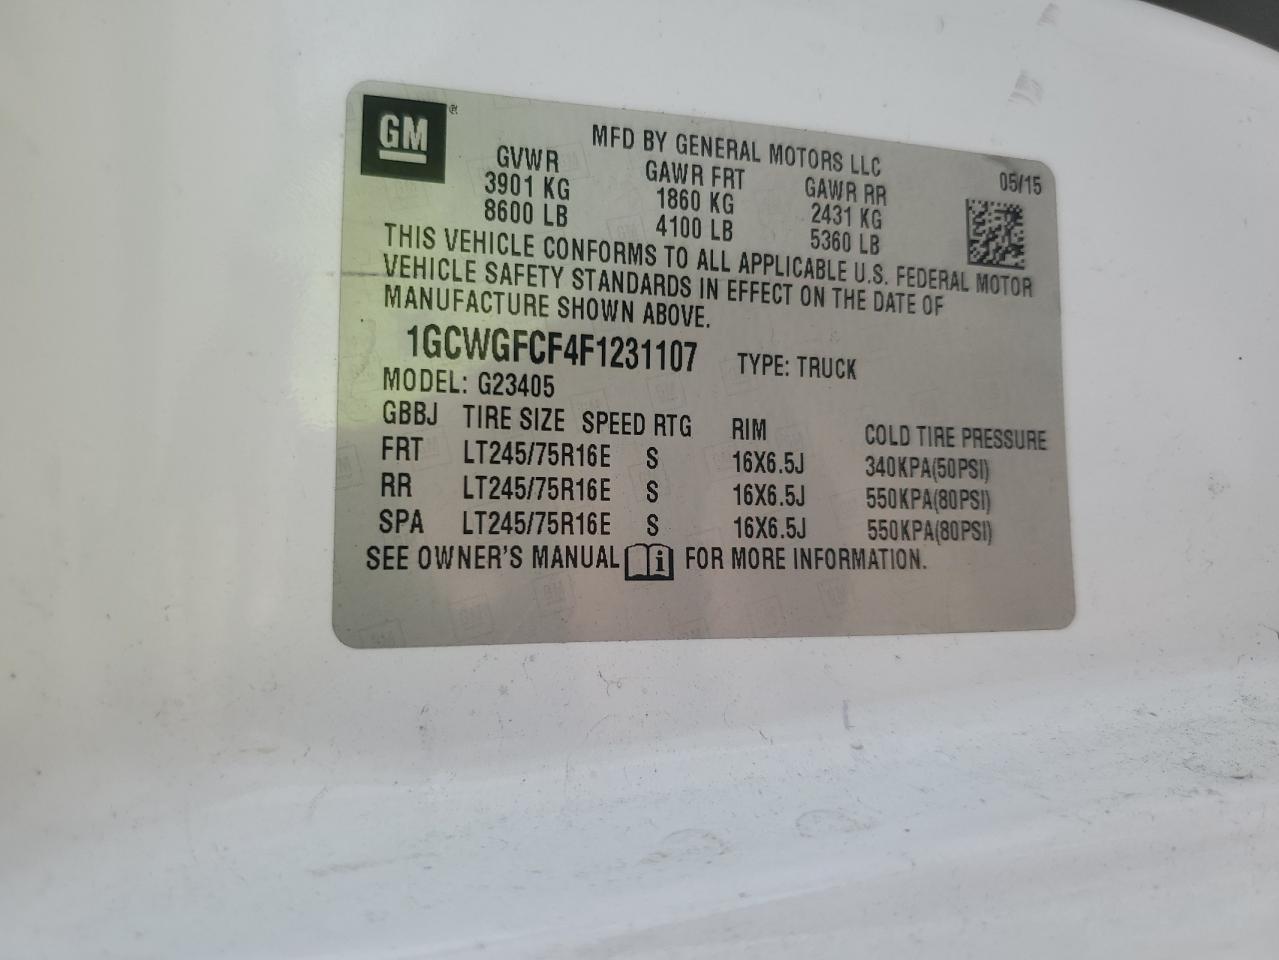 GM ®
MFD BY GENERAL MOTORS LLC
05/15
GVWR GAWR FRT GAWR RR
3901 KG 1860 KG 2431 KG
8600 LB 4100 LB 5360 LB
THIS VEHICLE CONFORMS TO ALL APPLICABLE U.S. FEDERAL MOTOR
VEHICLE SAFETY STANDARDS IN EFFECT ON THE DATE OF
MANUFACTURE SHOWN ABOVE.
1GCWGFCF4F1231107 TYPE: TRUCK
MODEL: G23405
GBBJ TIRE SIZE SPEED RTG RIM COLD TIRE PRESSURE
FRT LT245/75R16E S 16X6.5J 340KPA(50PSI)
RR LT245/75R16E S 16X6.5J 550KPA(80PSI)
SPA LT245/75R16E S 16X6.5J 550KPA(80PSI)
SEE OWNER'S MANUAL i FOR MORE INFORMATION.